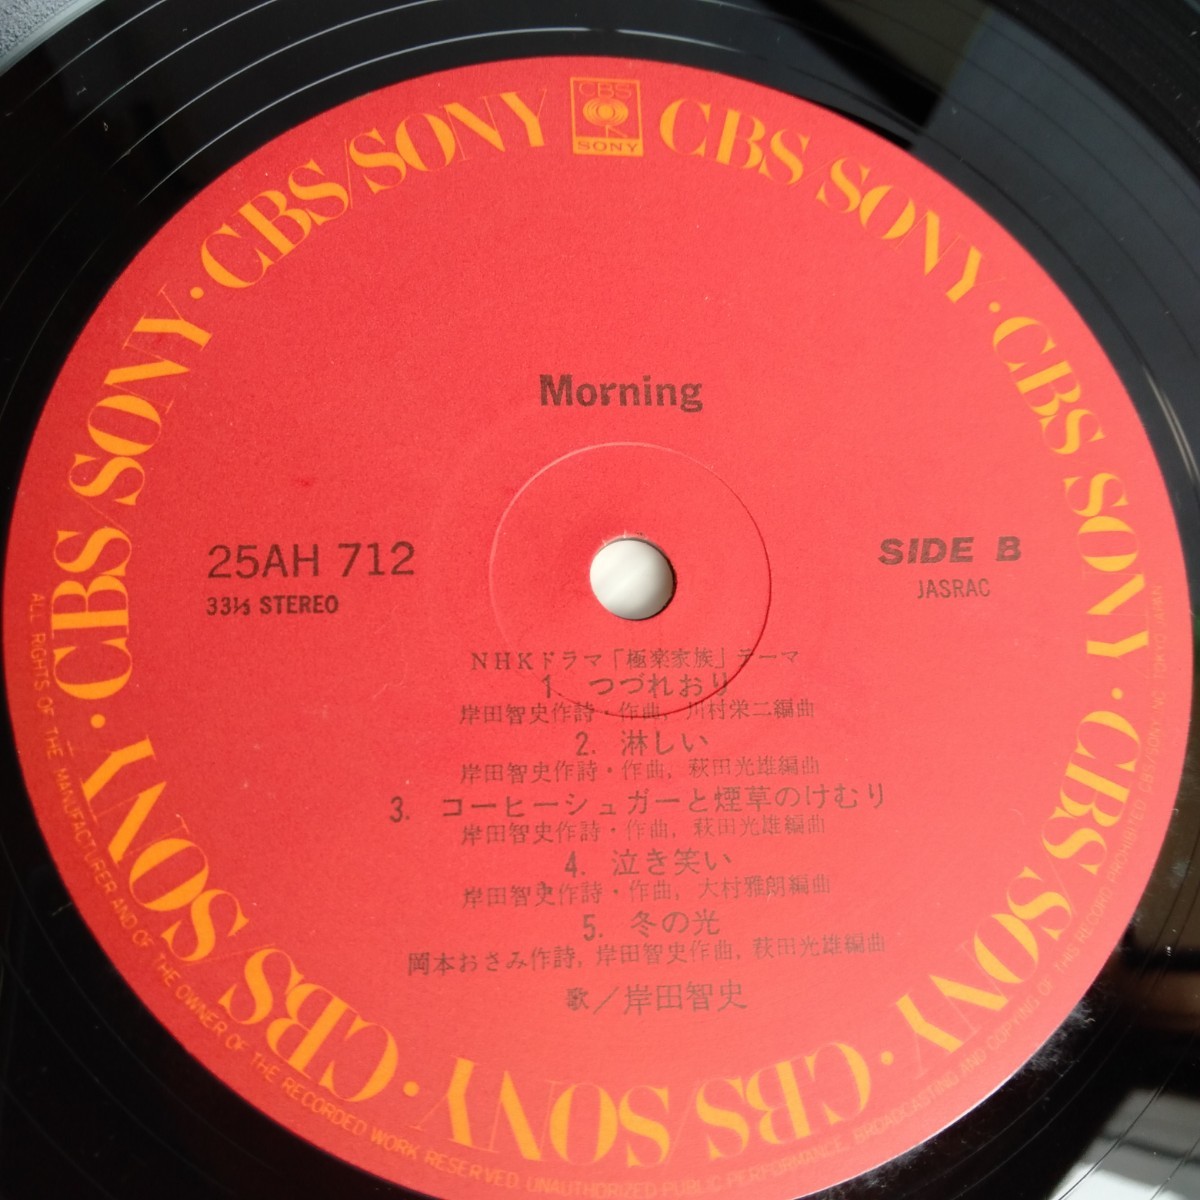 CBS
SONY
CBS/SONY · CBS/SONY · CBS/SONY · CBS/SONY · CBS/SONY · CBS/SONY · CBS/SONY · CBS SONY · CBS/SONY
Morning
25AH 712
33⅓ STEREO
SIDE B
JASRAC
NHKドラマ「極楽家族」テーマ
1. つづれおり
岸田智史作詩・作曲, 川村栄二編曲
2. 淋しい
岸田智史作詩・作曲, 萩田光雄編曲
3. コーヒーシュガーと煙草のけむり
岸田智史作詩・作曲, 萩田光雄編曲
4. 泣き笑い
岸田智史作詩・作曲, 大村雅朗編曲
5. 冬の光
岡本おさみ作詩, 岸田智史作曲, 萩田光雄編曲
歌／岸田智史
ALL RIGHTS OF THE MANUFACTURER AND OF THE OWNER OF THE RECORDED WORK RESERVED. UNAUTHORIZED PUBLIC PERFORMANCE, BROADCASTING AND COPYING OF THIS RECORD PROHIBITED CBS/SONY INC. TOKYO JAPAN